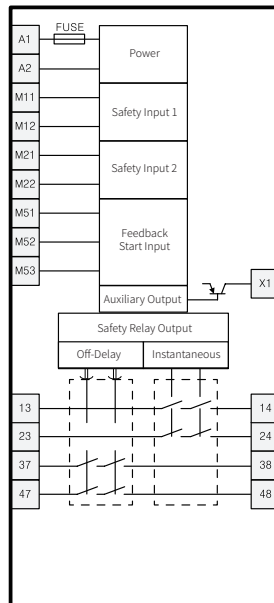 FUSE
A1
Power
A2
M11
Safety Input 1
M12
M21
Safety Input 2
M22
M51
Feedback
Start Input
M52
M53
X1
Auxiliary Output
Safety Relay Output
Off-Delay Instantaneous
13 14
23 24
37 38
47 48